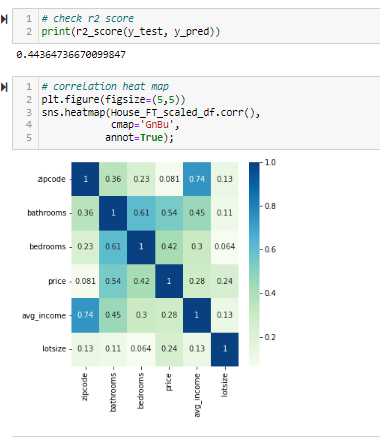 1 # check r2 score
2 print(r2_score(y_test, y_pred))
0.44364736670099847
1 # correlation heat map
2 plt.figure(figsize=(5,5))
3 sns.heatmap(House_FT_scaled_df.corr(),
4 cmap='GnBu',
5 annot=True);
zipcode 1 0.36 0.23 0.081 0.74 0.13
bathrooms 0.36 1 0.61 0.54 0.45 0.11
bedrooms 0.23 0.61 1 0.42 0.3 0.064
price 0.081 0.54 0.42 1 0.28 0.24
avg_income 0.74 0.45 0.3 0.28 1 0.13
lotsize 0.13 0.11 0.064 0.24 0.13 1
zipcode bathrooms bedrooms price avg_income lotsize
1.0
0.8
0.6
0.4
0.2